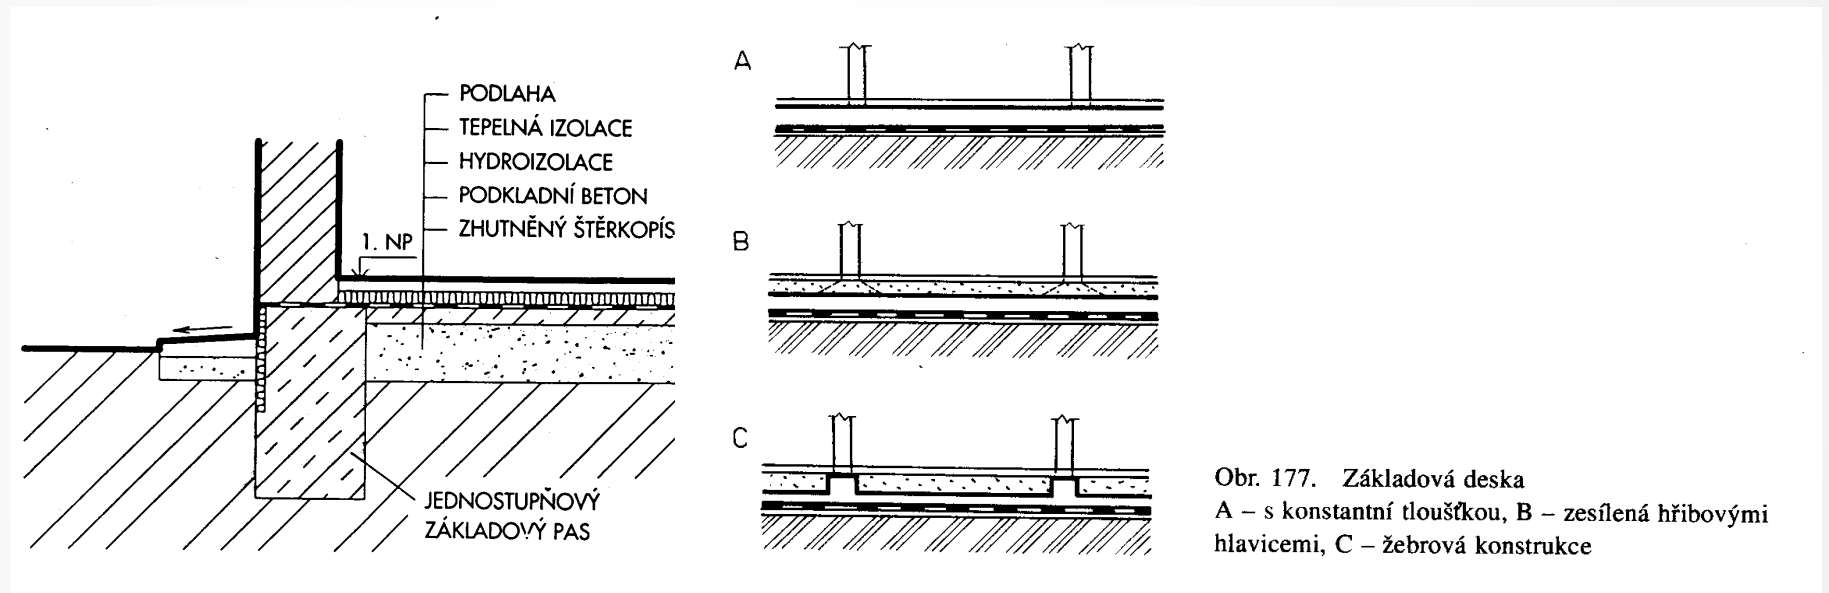 PODLAHA
TEPELNÁ IZOLACE
HYDROIZOLACE
PODKLADNÍ BETON
ZHUTNĚNÝ ŠTĚRKOPÍS
1. NP
JEDNOSTUPŇOVÝ
ZÁKLADOVÝ PAS
A
B
C
Obr. 177. Základová deska
A – s konstantní tloušťkou, B – zesílená hřibovými
hlavicemi, C – žebrová konstrukce